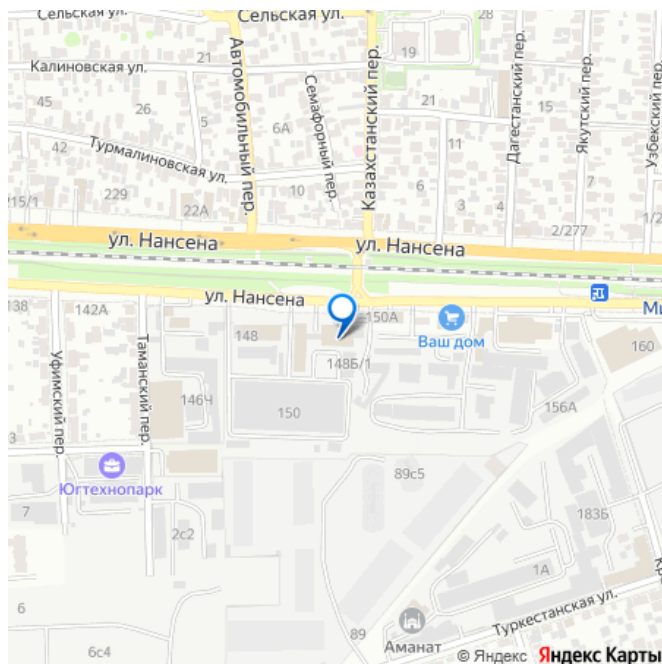 Сельская ул.
Сельская ул.
28
21
19
Калиновская ул.
Автомобильный пер.
Казахстанский пер.
Семафорный пер.
Дагестанский пер.
Якутский пер.
Узбекский пер.
45
26
6А
21
15
42
Турмалиновская ул.
11
10
6
4
7
215/1
229
22А
3
2/277
1/2
ул. Нансена
ул. Нансена
ул. Нансена
138
142А
150А
Ми
148
Ваш дом
160
148Б/1
Уфимский пер.
Таманский пер.
146Ч
150
156А
3
89с5
Югтехнопарк
7
183Б
2с2
1А
6
Туркестанская ул.
89
Аманат
6с4
© Яндекс Яндекс Карты